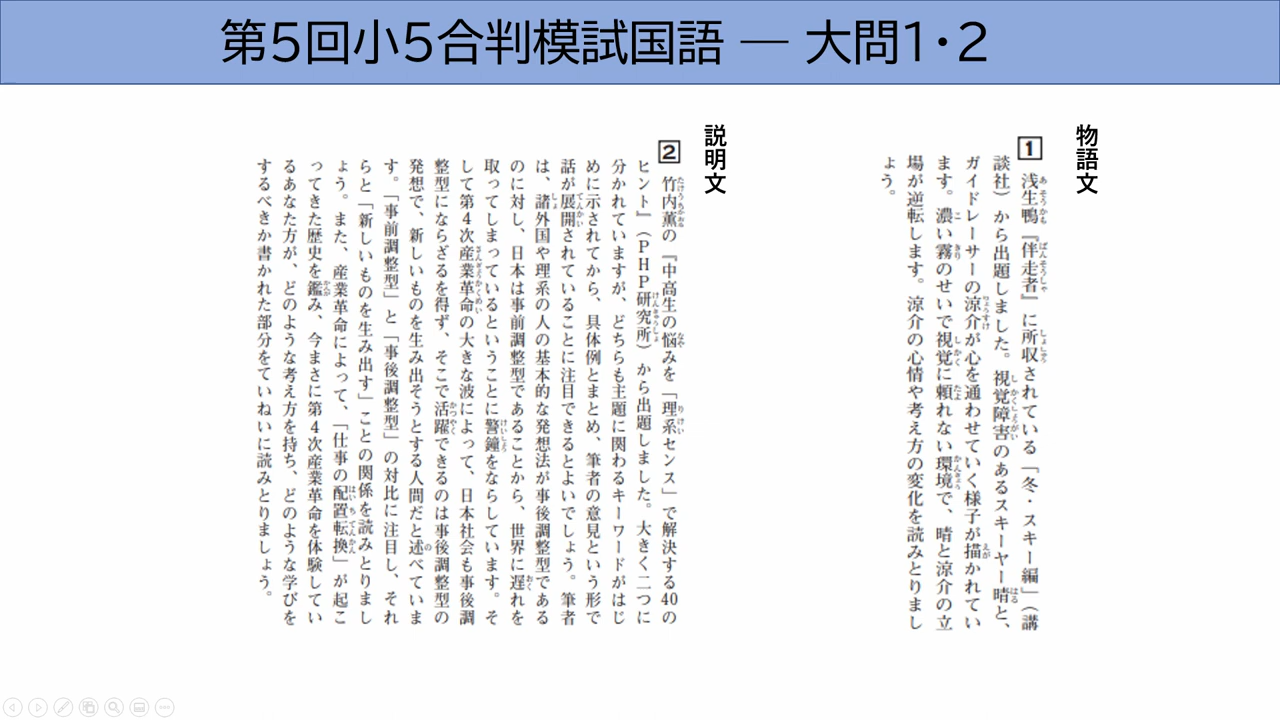 第5回小5合判模試国語 ― 大問1・2
物語文
1 浅生鴨『伴走者』に所収されている「冬・スキー編」(講
談社)から出題しました。視覚障害のあるスキーヤー晴と、
ガイドレーサーの涼介が心を通わせていく様子が描かれてい
ます。濃い霧のせいで視覚に頼れない環境で、晴と涼介の立
場が逆転します。涼介の心情や考え方の変化を読みとりまし
ょう。
説明文
2 竹内薫の『中高生の悩みを「理系センス」で解決する40の
ヒント』(PHP研究所)から出題しました。大きく二つに
分かれていますが、どちらも主題に関わるキーワードがはじ
めに示されてから、具体例とまとめ、筆者の意見という形で
話が展開されていることに注目できるとよいでしょう。筆者
は、諸外国や理系の人の基本的な発想法が事後調整型である
のに対し、日本は事前調整型であることから、世界に遅れを
取ってしまっているということに警鐘をならしています。そ
して第4次産業革命の大きな波によって、日本社会も事後調
整型にならざるを得ず、そこで活躍できるのは事後調整型の
発想で、新しいものを生み出そうとする人間だと述べていま
す。「事前調整型」と「事後調整型」の対比に注目し、それ
らと「新しいものを生み出す」ことの関係を読みとりまし
ょう。また、産業革命によって、「仕事の配置転換」が起こ
ってきた歴史を鑑み、今まさに第4次産業革命を体験してい
るあなた方が、どのような考え方を持ち、どのような学びを
するべきか書かれた部分をていねいに読みとりましょう。